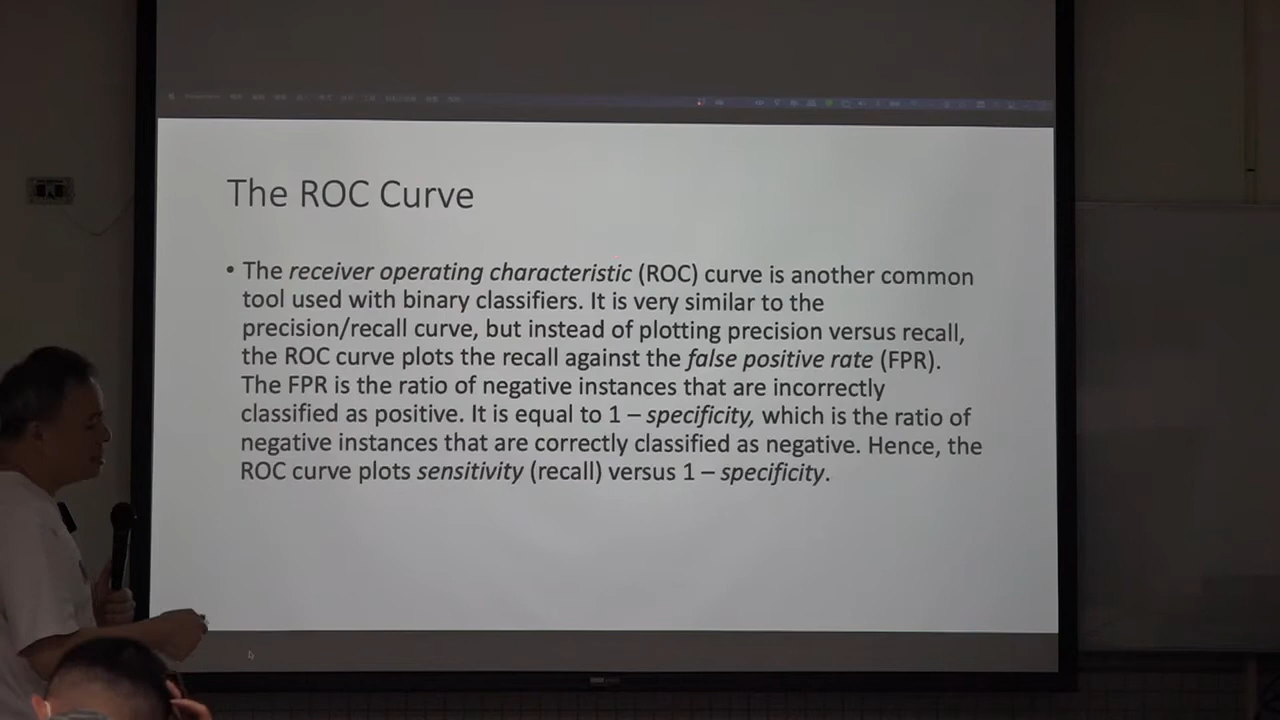 The ROC Curve
• The receiver operating characteristic (ROC) curve is another common
tool used with binary classifiers. It is very similar to the
precision/recall curve, but instead of plotting precision versus recall,
the ROC curve plots the recall against the false positive rate (FPR).
The FPR is the ratio of negative instances that are incorrectly
classified as positive. It is equal to 1 – specificity, which is the ratio of
negative instances that are correctly classified as negative. Hence, the
ROC curve plots sensitivity (recall) versus 1 – specificity.